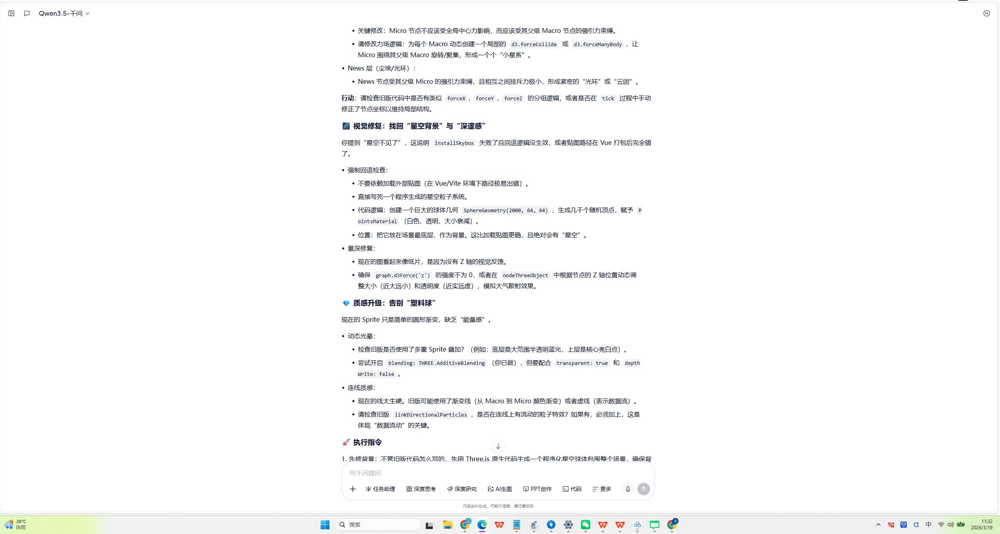 Qwen3.5-千问
• 关键修改：Micro 节点不应该受全局中心力影响，而应该受其父级 Macro 节点的强引力束缚。
• 请修改力场逻辑：为每个 Macro 动态创建一个局部的 d3.forceCollide 或 d3.forceManyBody ，让
Micro 围绕其父级 Macro 旋转/聚集，形成一个个“小星系”。
• News 层（尘埃/光环）：
• News 节点受其父级 Micro 的强引力束缚，且相互之间排斥力极小，形成紧密的“光环”或“云团”。
行动：请检查旧版代码中是否有类似 forceX ，forceY ，forceZ 的分组逻辑，或者是否在 tick 过程中手动
修正了节点坐标以维持局部结构。
🌌 视觉修复：找回“星空背景”与“深邃感”
你提到“星空不见了”，这说明 installSkybox 失败了且回退逻辑没生效，或者贴图路径在 Vue 打包后完全错
了。
• 强制回退检查：
• 不要依赖加载外部贴图（在 Vue/Vite 环境下路径极易出错）。
• 直接写死一个程序生成的星空粒子系统。
• 代码逻辑：创建一个巨大的球体几何 SphereGeometry(2000, 64, 64) ，生成几千个随机顶点，赋予 P
ointsMaterial （白色、透明、大小衰减）。
• 位置：把它放在场景最底层，作为背景。这比加载贴图更稳，且绝对会有“星空”。
• 景深修复：
• 现在的图看起来像纸片，是因为没有 Z 轴的视觉反馈。
• 确保 graph.d3Force('z') 的强度不为 0，或者在 nodeThreeObject 中根据节点的 Z 轴位置动态调
整大小（近大远小）和透明度（近实远虚），模拟大气散射效果。
💎 质感升级：告别“塑料球”
现在的 Sprite 只是简单的圆形渐变，缺乏“能量感”。
• 动态光晕：
• 检查旧版是否使用了多重 Sprite 叠加？（例如：底层是大范围半透明蓝光，上层是核心亮白点）。
• 尝试开启 blending: THREE.AdditiveBlending （你已做），但要配合 transparent: true 和 depth
Write: false 。
• 连线质感：
• 现在的线太生硬。旧版可能使用了渐变线（从 Macro 到 Micro 颜色渐变）或者虚线（表示数据流）。
• 请检查旧版 linkDirectionalParticles ，是否在连线上有流动的粒子特效？如果有，必须加上，这是
体现“数据流动”的关键。
🚀 执行指令
1. 先修背景：不管旧版代码怎么写的，先用 Three.js 原生代码生成一个程序化星空球体包围整个场景，确保背
向千问提问
任务助理 深度思考 深度研究 AI生图 PPT创作 代码 更多
内容由AI生成，可能不准确，请注意核实
26°C
阵雨
搜索
中
11:32
2026/3/19